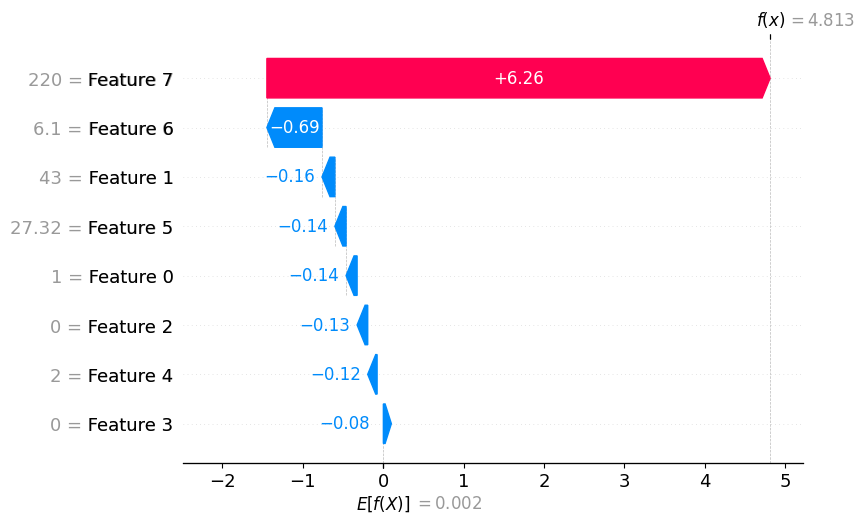 f(x) = 4.813
220 = Feature 7
+6.26
6.1 = Feature 6
−0.69
43 = Feature 1
−0.16
27.32 = Feature 5
−0.14
1 = Feature 0
−0.14
0 = Feature 2
−0.13
2 = Feature 4
−0.12
0 = Feature 3
−0.08
−2 −1 0 1 2 3 4 5
E[f(X)] = 0.002